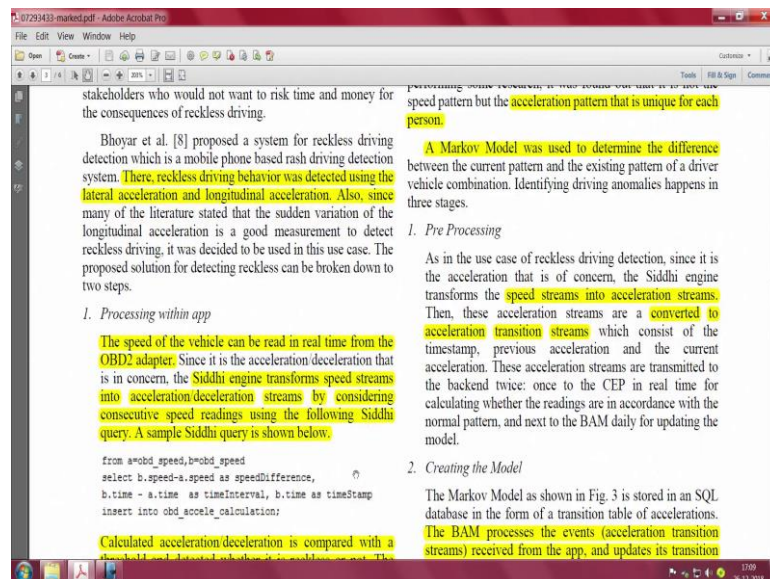 07293433-marked.pdf - Adobe Acrobat Pro
File Edit View Window Help
Open Create Customize
3 / 6 201% Tools Fill & Sign Comme
stakeholders who would not want to risk time and money for
the consequences of reckless driving.
Bhoyar et al. [8] proposed a system for reckless driving
detection which is a mobile phone based rash driving detection
system. There, reckless driving behavior was detected using the
lateral acceleration and longitudinal acceleration. Also, since
many of the literature stated that the sudden variation of the
longitudinal acceleration is a good measurement to detect
reckless driving, it was decided to be used in this use case. The
proposed solution for detecting reckless can be broken down to
two steps.
1. Processing within app
The speed of the vehicle can be read in real time from the
OBD2 adapter. Since it is the acceleration/deceleration that
is in concern, the Siddhi engine transforms speed streams
into acceleration/deceleration streams by considering
consecutive speed readings using the following Siddhi
query. A sample Siddhi query is shown below.
from a=obd_speed,b=obd_speed
select b.speed-a.speed as speedDifference,
b.time - a.time as timeInterval, b.time as timeStamp
insert into obd_accele_calculation;
Calculated acceleration/deceleration is compared with a
threshold and detected whether it is reckless or not. The
performing some research, it was found out that it is not the
speed pattern but the acceleration pattern that is unique for each
person.
A Markov Model was used to determine the difference
between the current pattern and the existing pattern of a driver
vehicle combination. Identifying driving anomalies happens in
three stages.
1. Pre Processing
As in the use case of reckless driving detection, since it is
the acceleration that is of concern, the Siddhi engine
transforms the speed streams into acceleration streams.
Then, these acceleration streams are a converted to
acceleration transition streams which consist of the
timestamp, previous acceleration and the current
acceleration. These acceleration streams are transmitted to
the backend twice: once to the CEP in real time for
calculating whether the readings are in accordance with the
normal pattern, and next to the BAM daily for updating the
model.
2. Creating the Model
The Markov Model as shown in Fig. 3 is stored in an SQL
database in the form of a transition table of accelerations.
The BAM processes the events (acceleration transition
streams) received from the app, and updates its transition
17:09